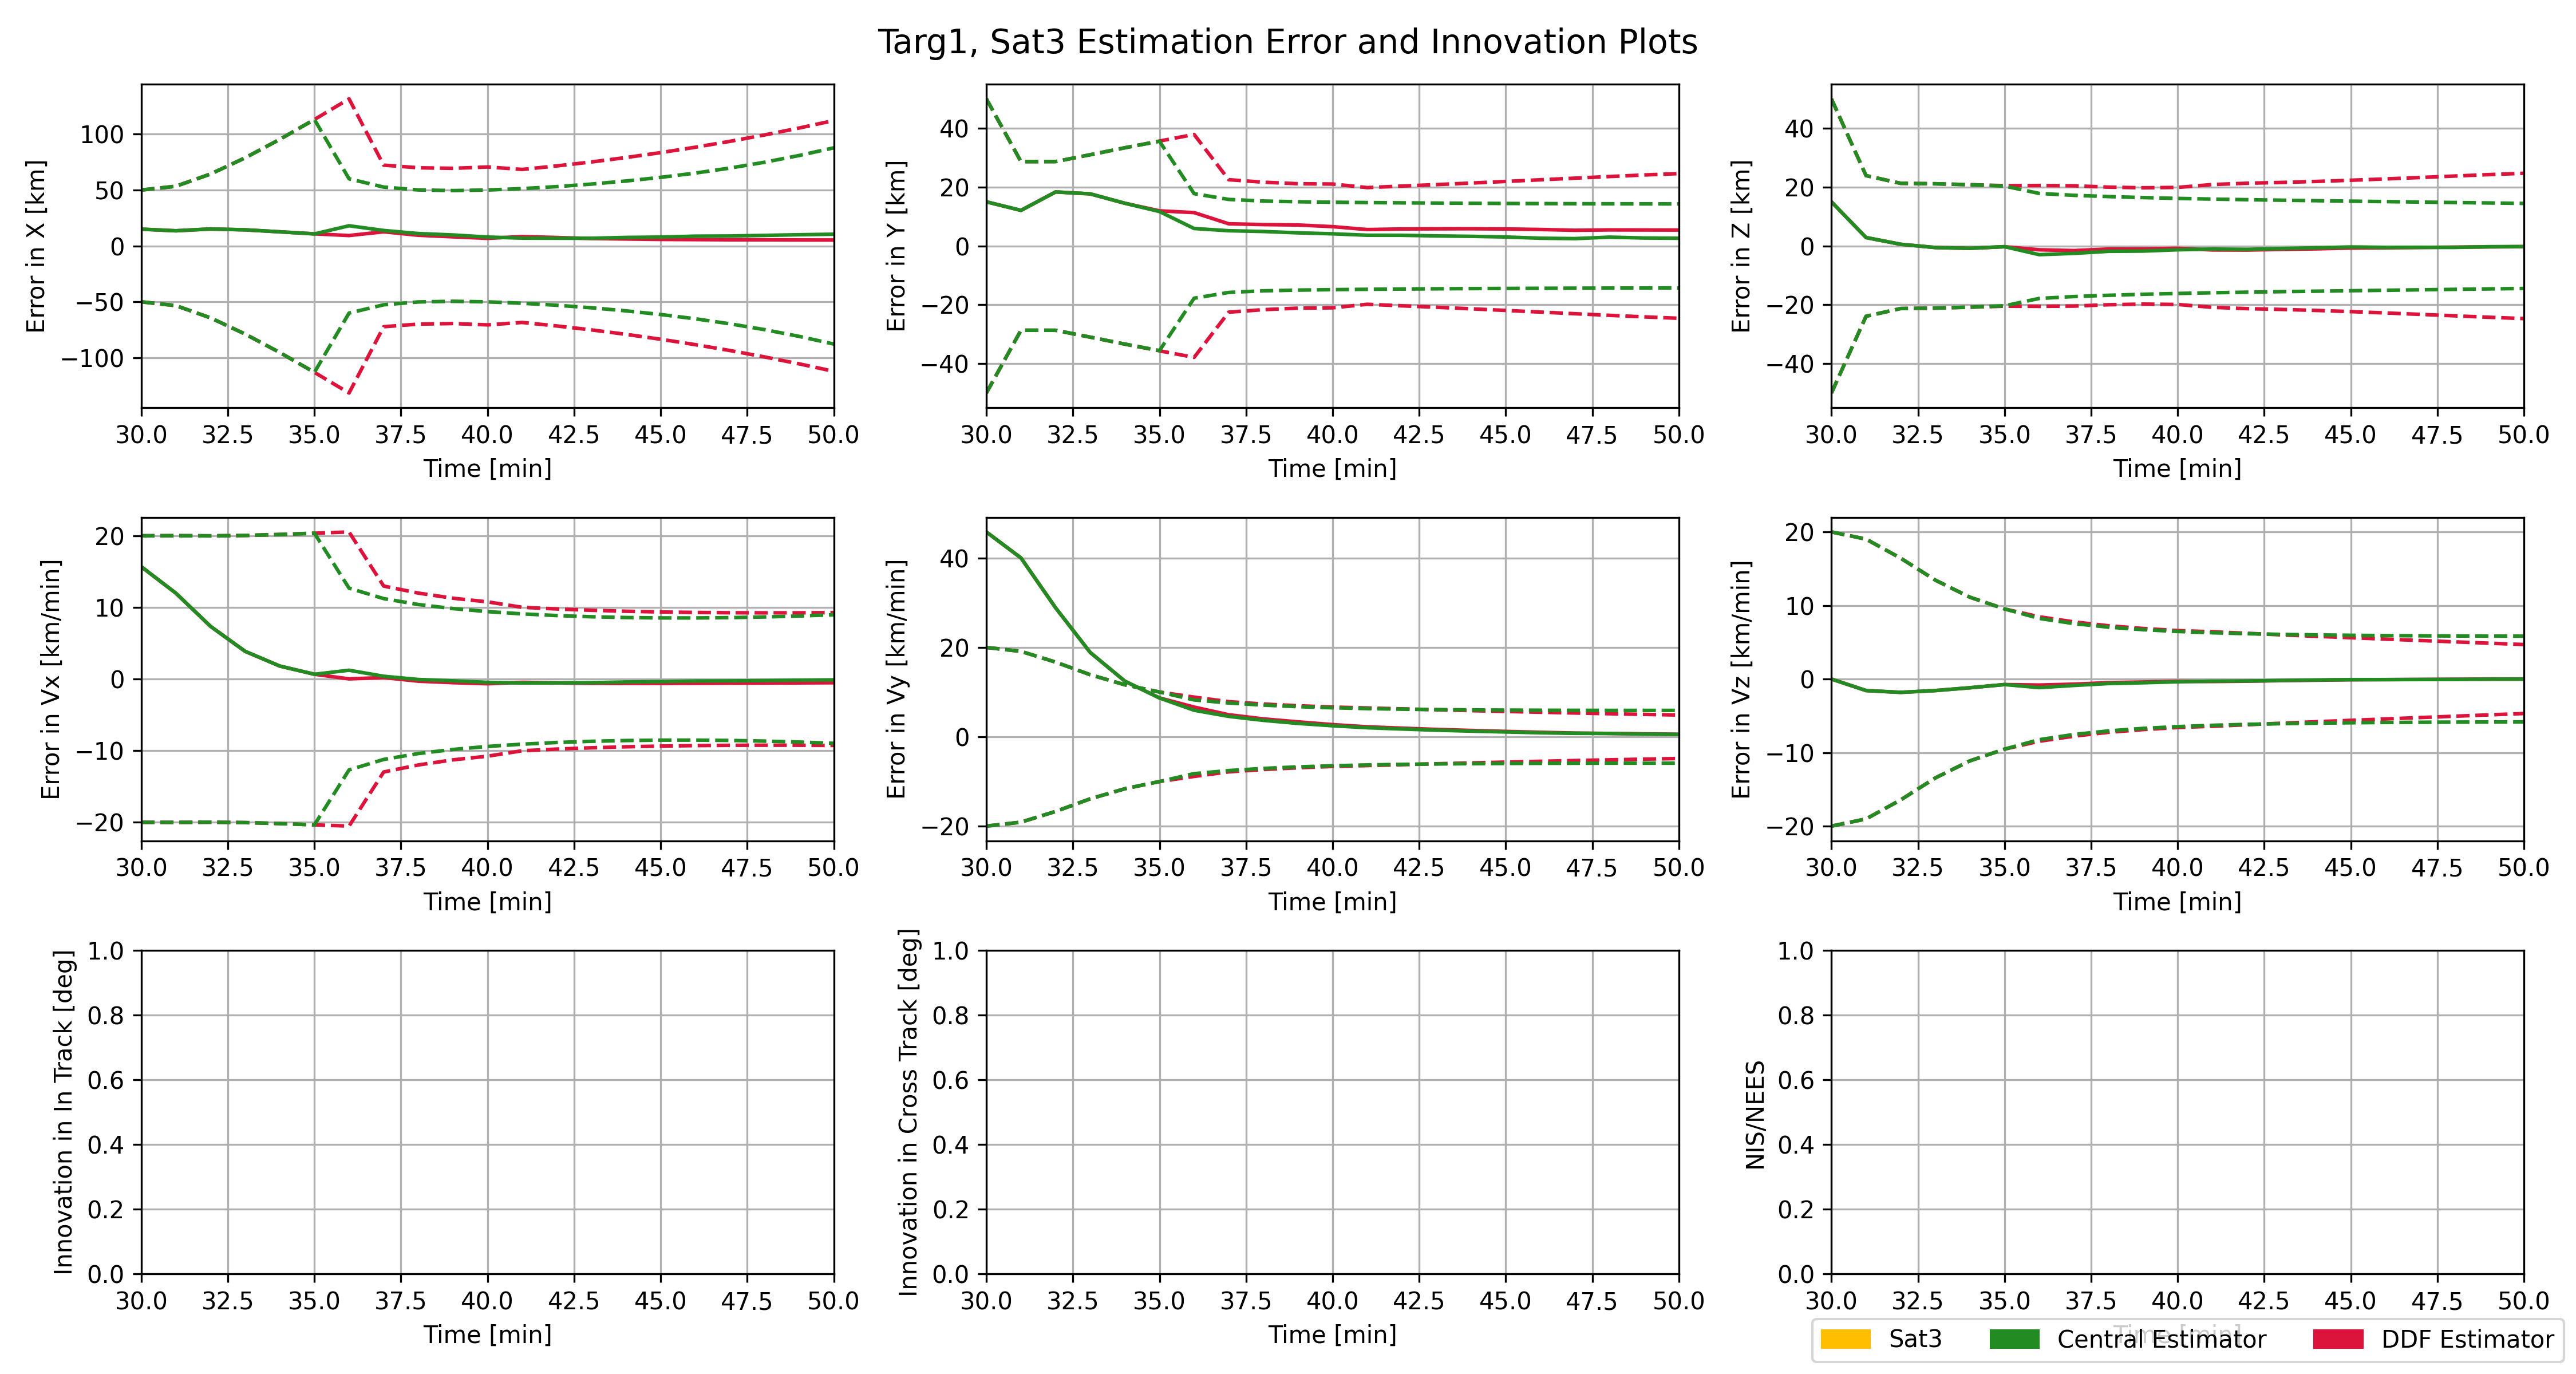 Targ1, Sat3 Estimation Error and Innovation Plots
Error in X [km]
100
50
0
−50
−100
30.0 32.5 35.0 37.5 40.0 42.5 45.0 47.5 50.0
Time [min]
Error in Y [km]
40
20
0
−20
−40
30.0 32.5 35.0 37.5 40.0 42.5 45.0 47.5 50.0
Time [min]
Error in Z [km]
40
20
0
−20
−40
30.0 32.5 35.0 37.5 40.0 42.5 45.0 47.5 50.0
Time [min]
Error in Vx [km/min]
20
10
0
−10
−20
30.0 32.5 35.0 37.5 40.0 42.5 45.0 47.5 50.0
Time [min]
Error in Vy [km/min]
40
20
0
−20
30.0 32.5 35.0 37.5 40.0 42.5 45.0 47.5 50.0
Time [min]
Error in Vz [km/min]
20
10
0
−10
−20
30.0 32.5 35.0 37.5 40.0 42.5 45.0 47.5 50.0
Time [min]
Innovation in In Track [deg]
1.0
0.8
0.6
0.4
0.2
0.0
30.0 32.5 35.0 37.5 40.0 42.5 45.0 47.5 50.0
Time [min]
Innovation in Cross Track [deg]
1.0
0.8
0.6
0.4
0.2
0.0
30.0 32.5 35.0 37.5 40.0 42.5 45.0 47.5 50.0
Time [min]
NIS/NEES
1.0
0.8
0.6
0.4
0.2
0.0
30.0 32.5 35.0 37.5 40.0 42.5 45.0 47.5 50.0
Time [min]
Sat3 Central Estimator DDF Estimator